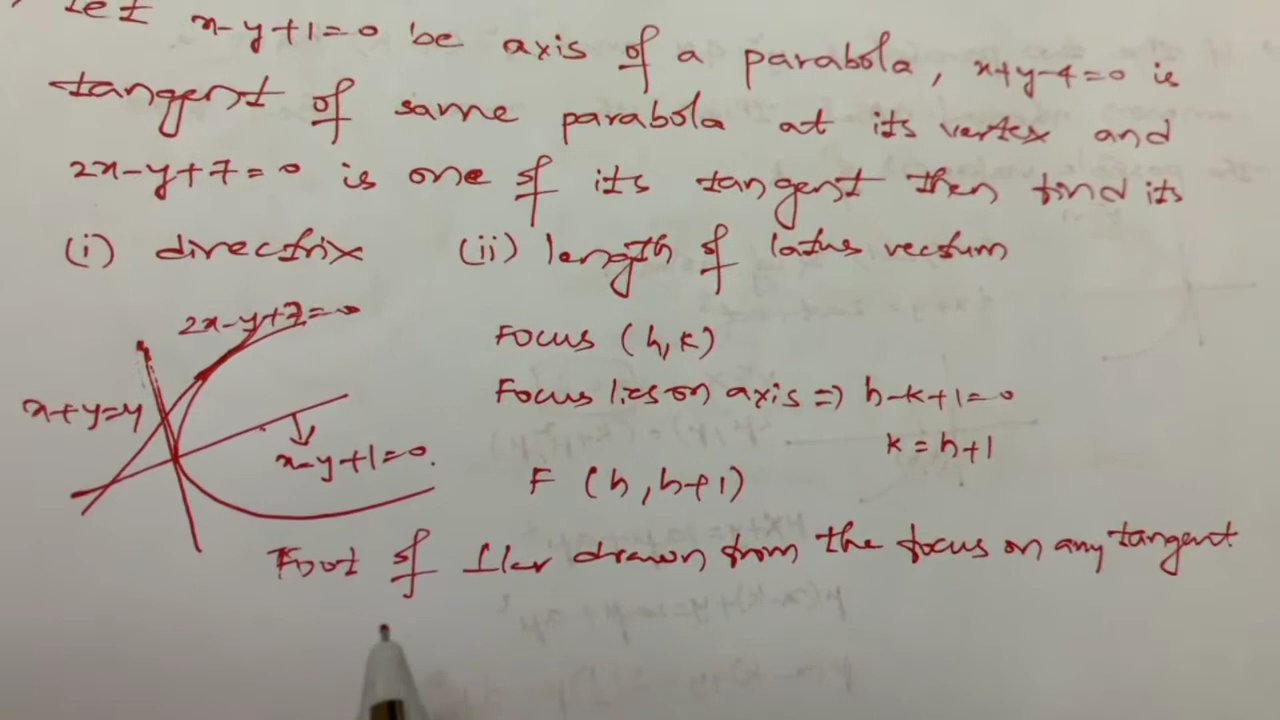 Let x-y+1=0 be axis of a parabola, x+y-4=0 is
tangent of same parabola at its vertex and
2x-y+7=0 is one of its tangent then find its
(i) directrix (ii) length of latus rectum
2x-y+7=0
x+y=4
x-y+1=0.
Focus (h,k)
Focus lies on axis => h-k+1=0
k=h+1
F (h,h+1)
Foot of ⊥lar drawn from the focus on any tangent